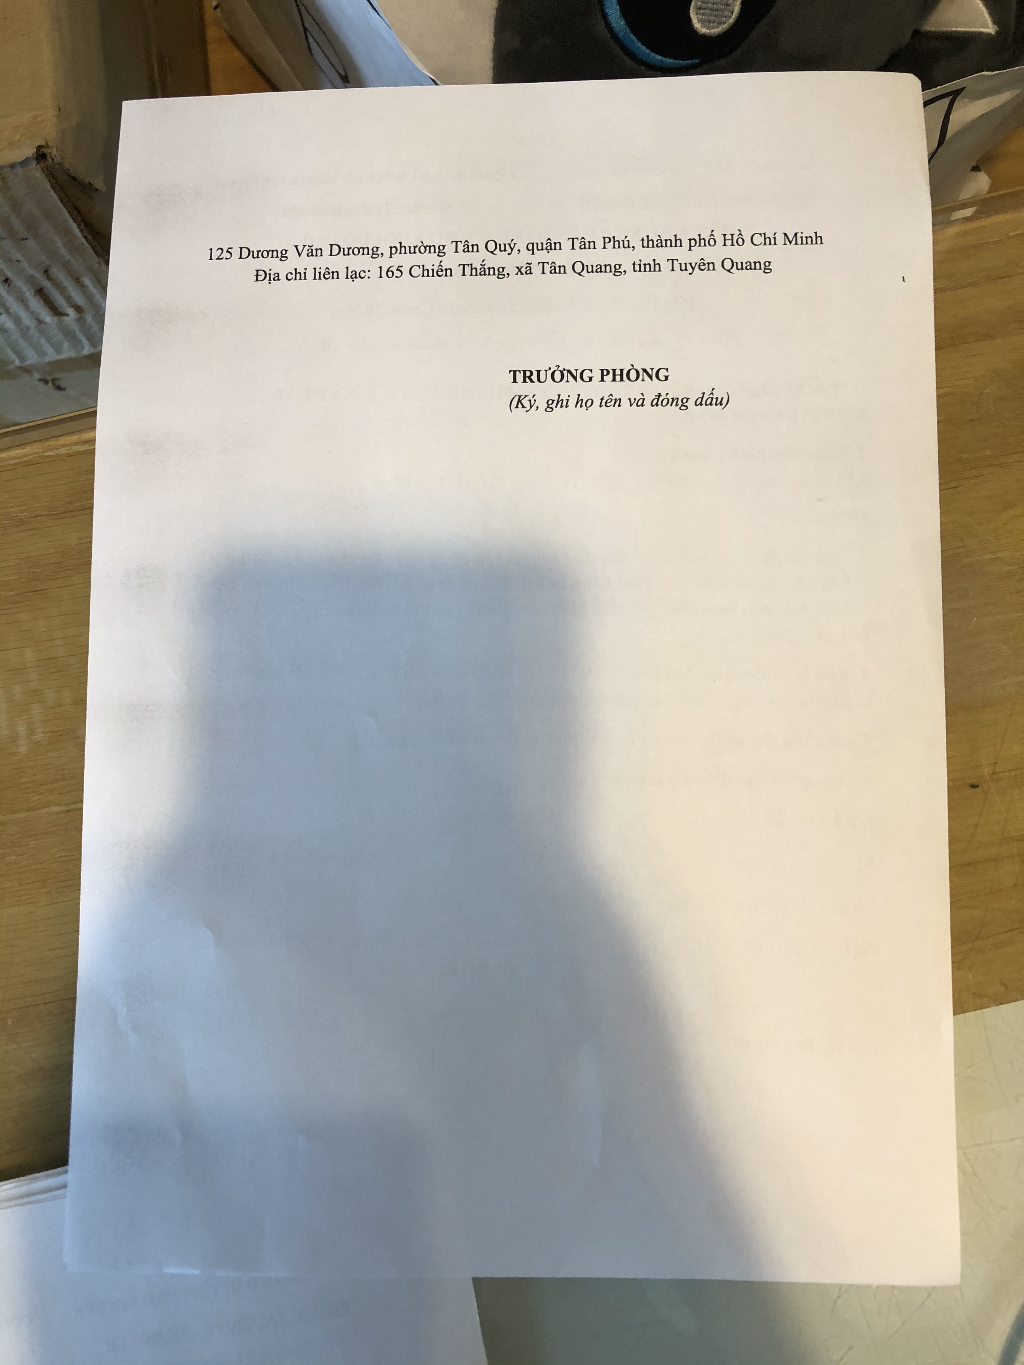 125 Dương Văn Dương, phường Tân Quý, quận Tân Phú, thành phố Hồ Chí Minh
Địa chỉ liên lạc: 165 Chiến Thắng, xã Tân Quang, tỉnh Tuyên Quang
TRƯỞNG PHÒNG
(Ký, ghi họ tên và đóng dấu)